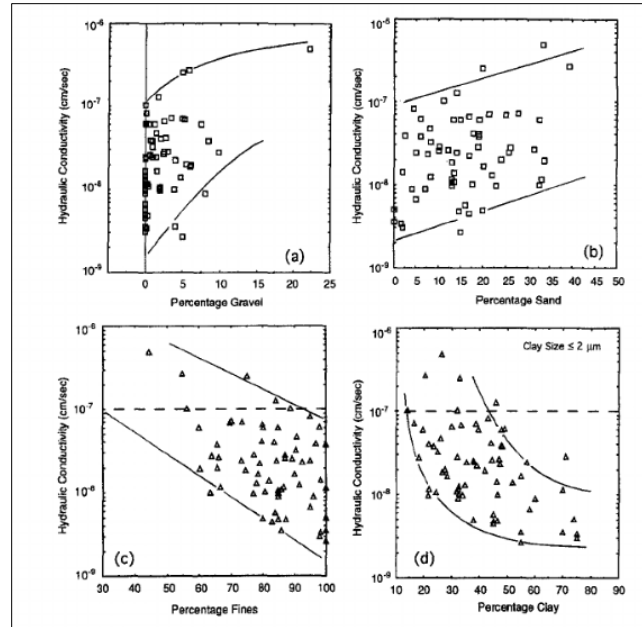 10-6
10-7
10-8
10-9
Hydraulic Conductivity (cm/sec)
(a)
0 5 10 15 20 25
Percentage Gravel
10-6
10-7
10-8
10-9
Hydraulic Conductivity (cm/sec)
(b)
0 5 10 15 20 25 30 35 40 45 50
Percentage Sand
10-6
10-7
10-8
10-9
Hydraulic Conductivity (cm/sec)
(c)
30 40 50 60 70 80 90 100
Percentage Fines
Clay Size ≤ 2 μm
10-6
10-7
10-8
10-9
Hydraulic Conductivity (cm/sec)
(d)
10 20 30 40 50 60 70 80 90
Percentage Clay